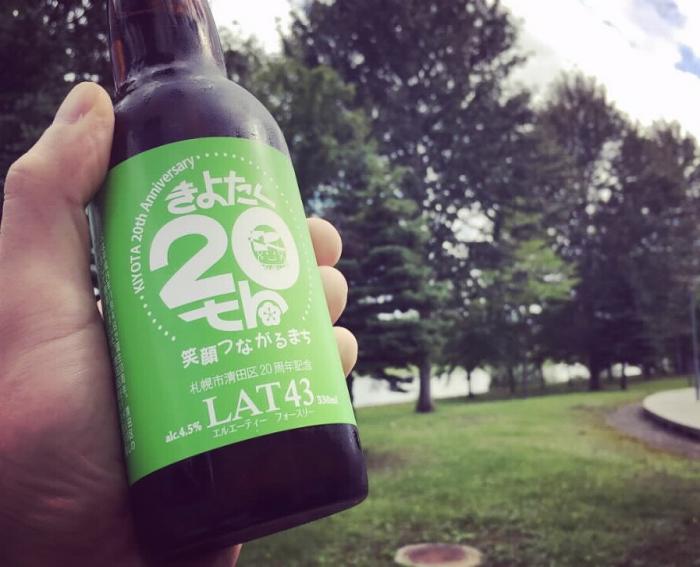 KIYOTA 20th Anniversary
きよたく
20
せん
笑顔つながるまち
札幌市清田区20周年記念
LAT43 330ml
alc.4.5%
エルエーティー フォースリー